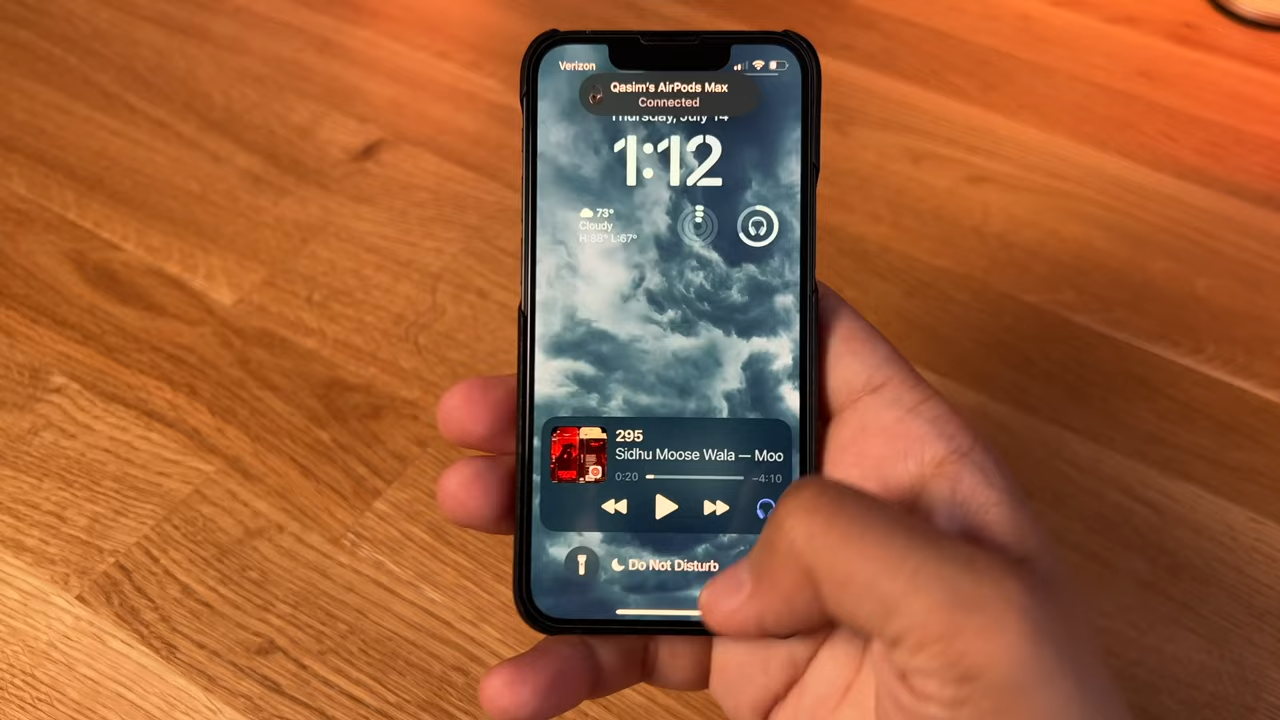 Verizon
Qasim's AirPods Max
Connected
Thursday, July 14
1:12
73°
Cloudy
H:88° L:67°
295
Sidhu Moose Wala — Moo
0:20
−4:10
Do Not Disturb